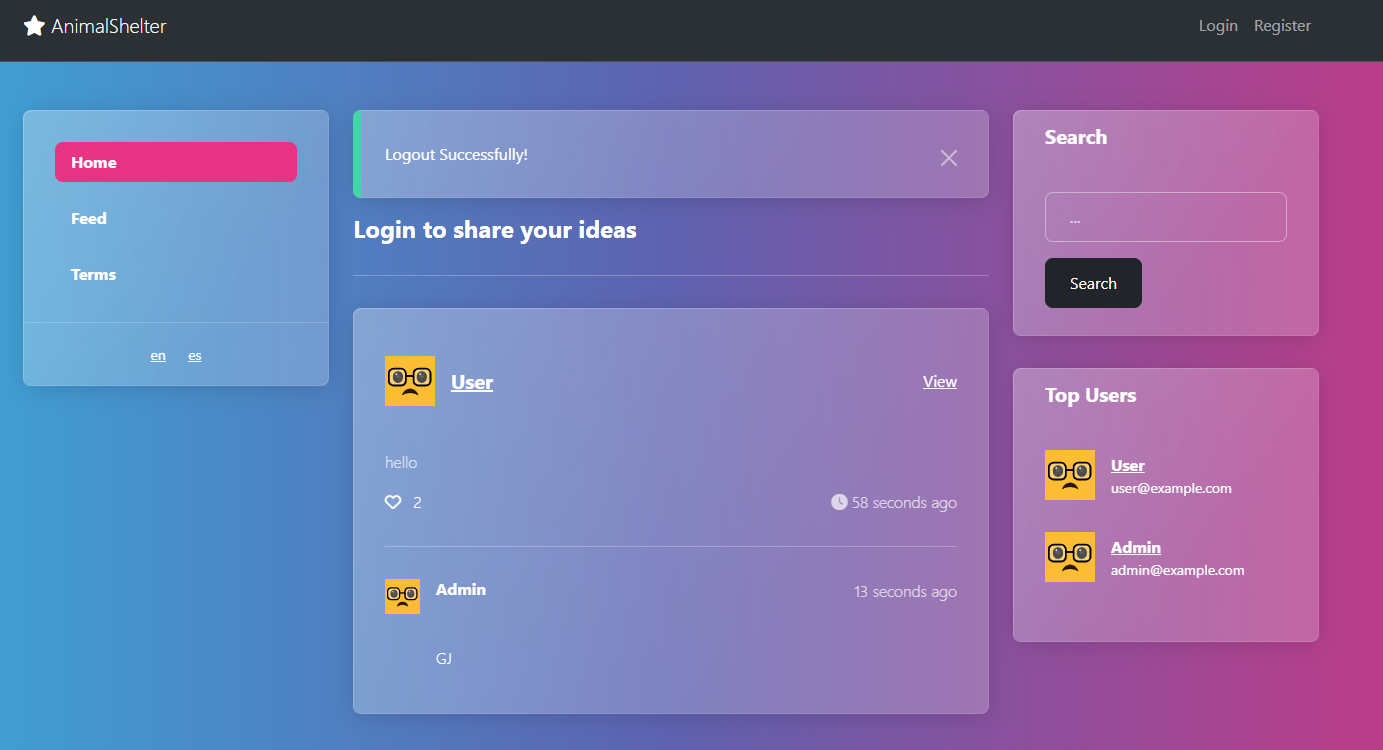 AnimalShelter
Login Register
Home
Feed
Terms
en es
Logout Successfully!
Login to share your ideas
User
View
hello
2
58 seconds ago
Admin
13 seconds ago
GJ
Search
...
Search
Top Users
User
user@example.com
Admin
admin@example.com